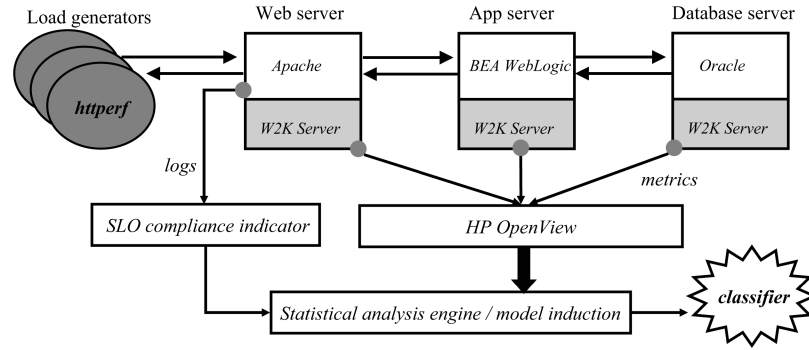 Load generators
Web server
App server
Database server
Apache
BEA WebLogic
Oracle
httperf
W2K Server
W2K Server
W2K Server
logs
metrics
SLO compliance indicator
HP OpenView
Statistical analysis engine / model induction
classifier